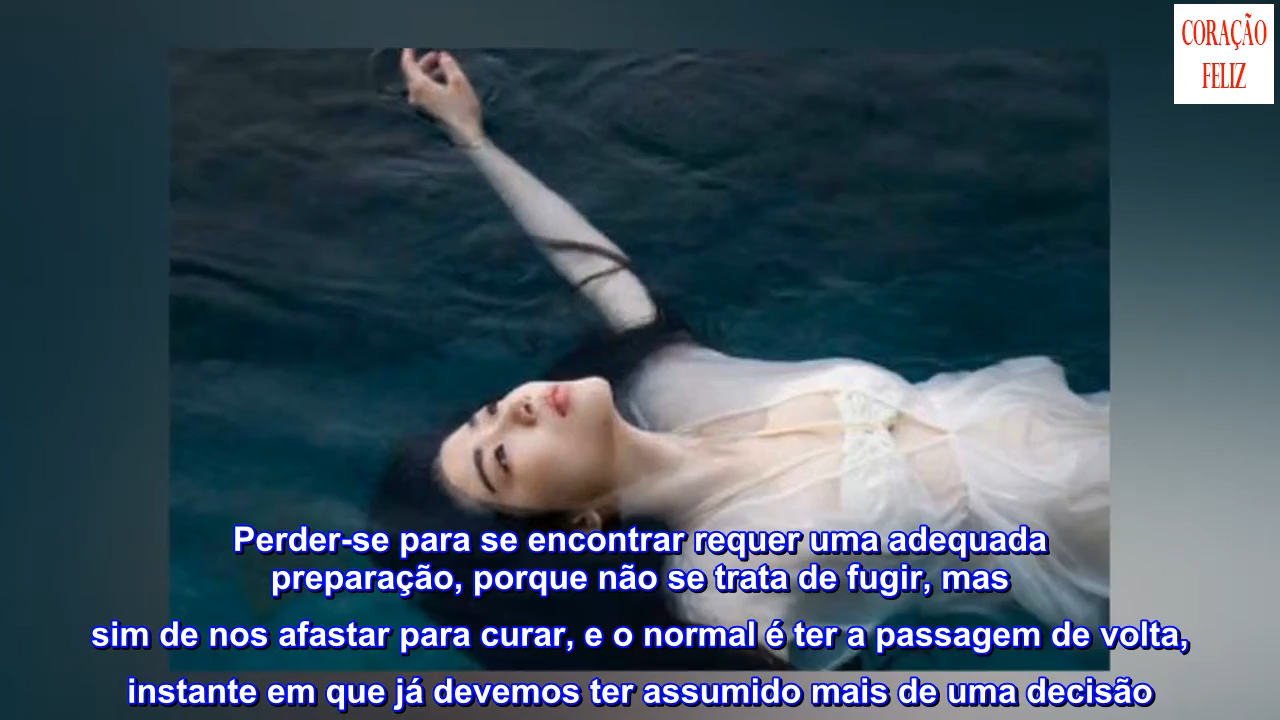 CORAÇÃO
FELIZ
Perder-se para se encontrar requer uma adequada
preparação, porque não se trata de fugir, mas
sim de nos afastar para curar, e o normal é ter a passagem de volta,
instante em que já devemos ter assumido mais de uma decisão